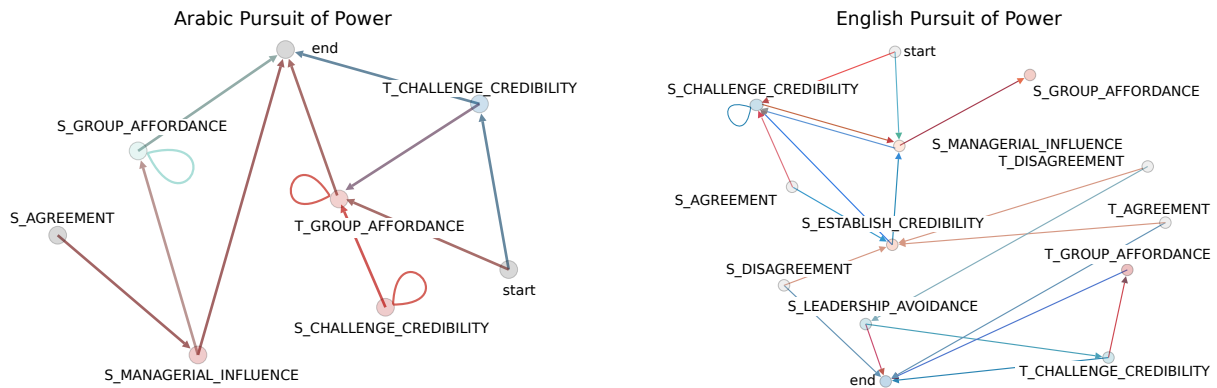 Arabic Pursuit of Power
end
T_CHALLENGE_CREDIBILITY
S_GROUP_AFFORDANCE
S_AGREEMENT
T_GROUP_AFFORDANCE
start
S_CHALLENGE_CREDIBILITY
S_MANAGERIAL_INFLUENCE
English Pursuit of Power
start
S_CHALLENGE_CREDIBILITY
S_GROUP_AFFORDANCE
S_MANAGERIAL_INFLUENCE
T_DISAGREEMENT
S_AGREEMENT
T_AGREEMENT
S_ESTABLISH_CREDIBILITY
T_GROUP_AFFORDANCE
S_DISAGREEMENT
S_LEADERSHIP_AVOIDANCE
T_CHALLENGE_CREDIBILITY
end